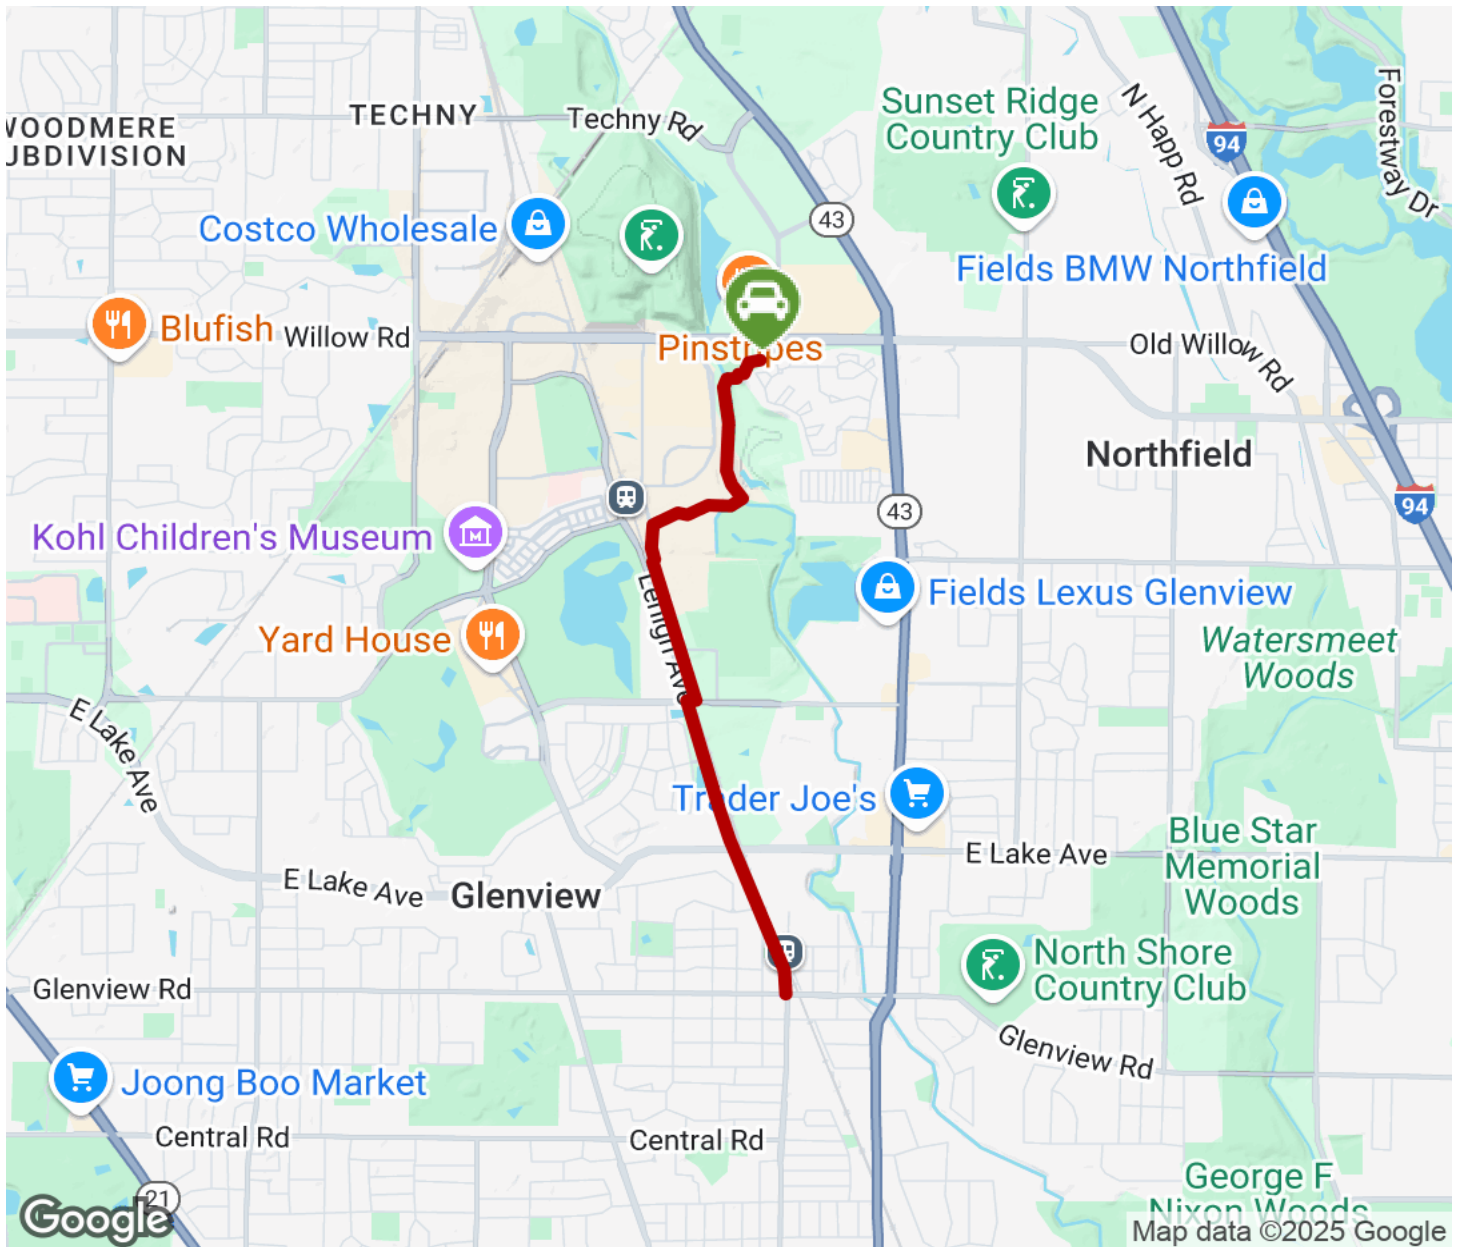 WOODMERE
UBDIVISION
TECHNY
Techny Rd
Sunset Ridge
Country Club
N Happ Rd
94
Forestway Dr
Costco Wholesale
43
Fields BMW Northfield
Blufish
Willow Rd
Pinstripes
Old Willow Rd
Northfield
94
43
Kohl Children's Museum
M
Lehigh Ave
Fields Lexus Glenview
Yard House
Watersmeet
Woods
E Lake Ave
Trader Joe's
E Lake Ave
Blue Star
Memorial
Woods
E Lake Ave
Glenview
North Shore
Country Club
Glenview Rd
Glenview Rd
Joong Boo Market
Central Rd
Central Rd
George F
Nixon Woods
21
Google
Map data ©2025 Google